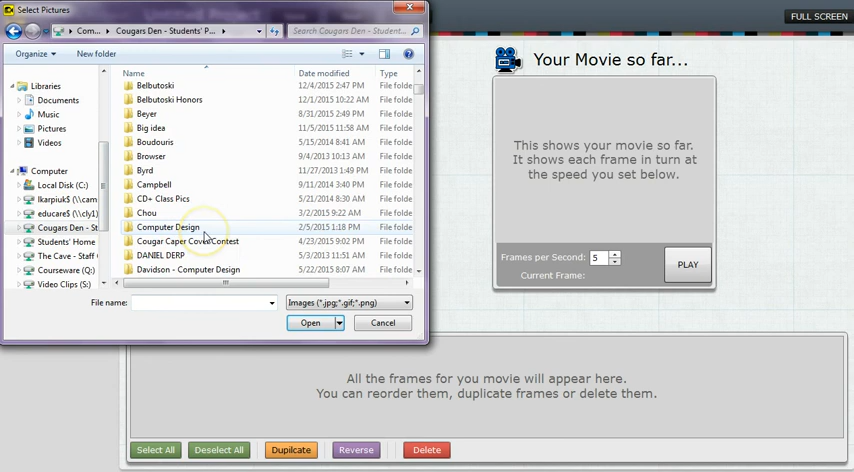 Select Pictures
FULL SCREEN
Com... ▸ Cougars Den - Students' P... ▸
Search Cougars Den - Student...
Organize ▾ New folder
Name Date modified Type
Libraries
Documents
Music
Pictures
Videos
Computer
Local Disk (C:)
lkarpiuk$ (\\cam
educare$ (\\cly1
Cougars Den - S
Students' Home
The Cave - Staff
Courseware (G:)
Video Clips (S:)
Belbutoski 12/4/2015 2:47 PM File folde
Belbutoski Honors 12/1/2015 10:22 AM File folde
Beyer 8/31/2015 2:49 PM File folde
Big idea 11/5/2015 11:58 AM File folde
Boudouris 5/15/2014 8:41 AM File folde
Browser 9/4/2013 10:13 AM File folde
Byrd 11/27/2013 1:49 PM File folde
Campbell 9/11/2014 3:40 PM File folde
CD+ Class Pics 5/21/2014 8:30 AM File folde
Chou 3/2/2015 9:22 AM File folde
Computer Design 2/5/2015 1:18 PM File folde
Cougar Caper Cover Contest 4/23/2015 9:02 PM File folde
DANIEL DERP 5/3/2013 11:51 AM File folde
Davidson - Computer Design 5/22/2015 8:07 AM File folde
File name:
Images (*.jpg;*.gif;*.png)
Open Cancel
Your Movie so far...
This shows your movie so far.
It shows each frame in turn at
the speed you set below.
Frames per Second: 5
Current Frame:
PLAY
All the frames for you movie will appear here.
You can reorder them, duplicate frames or delete them.
Select All Deselect All Duplicate Reverse Delete